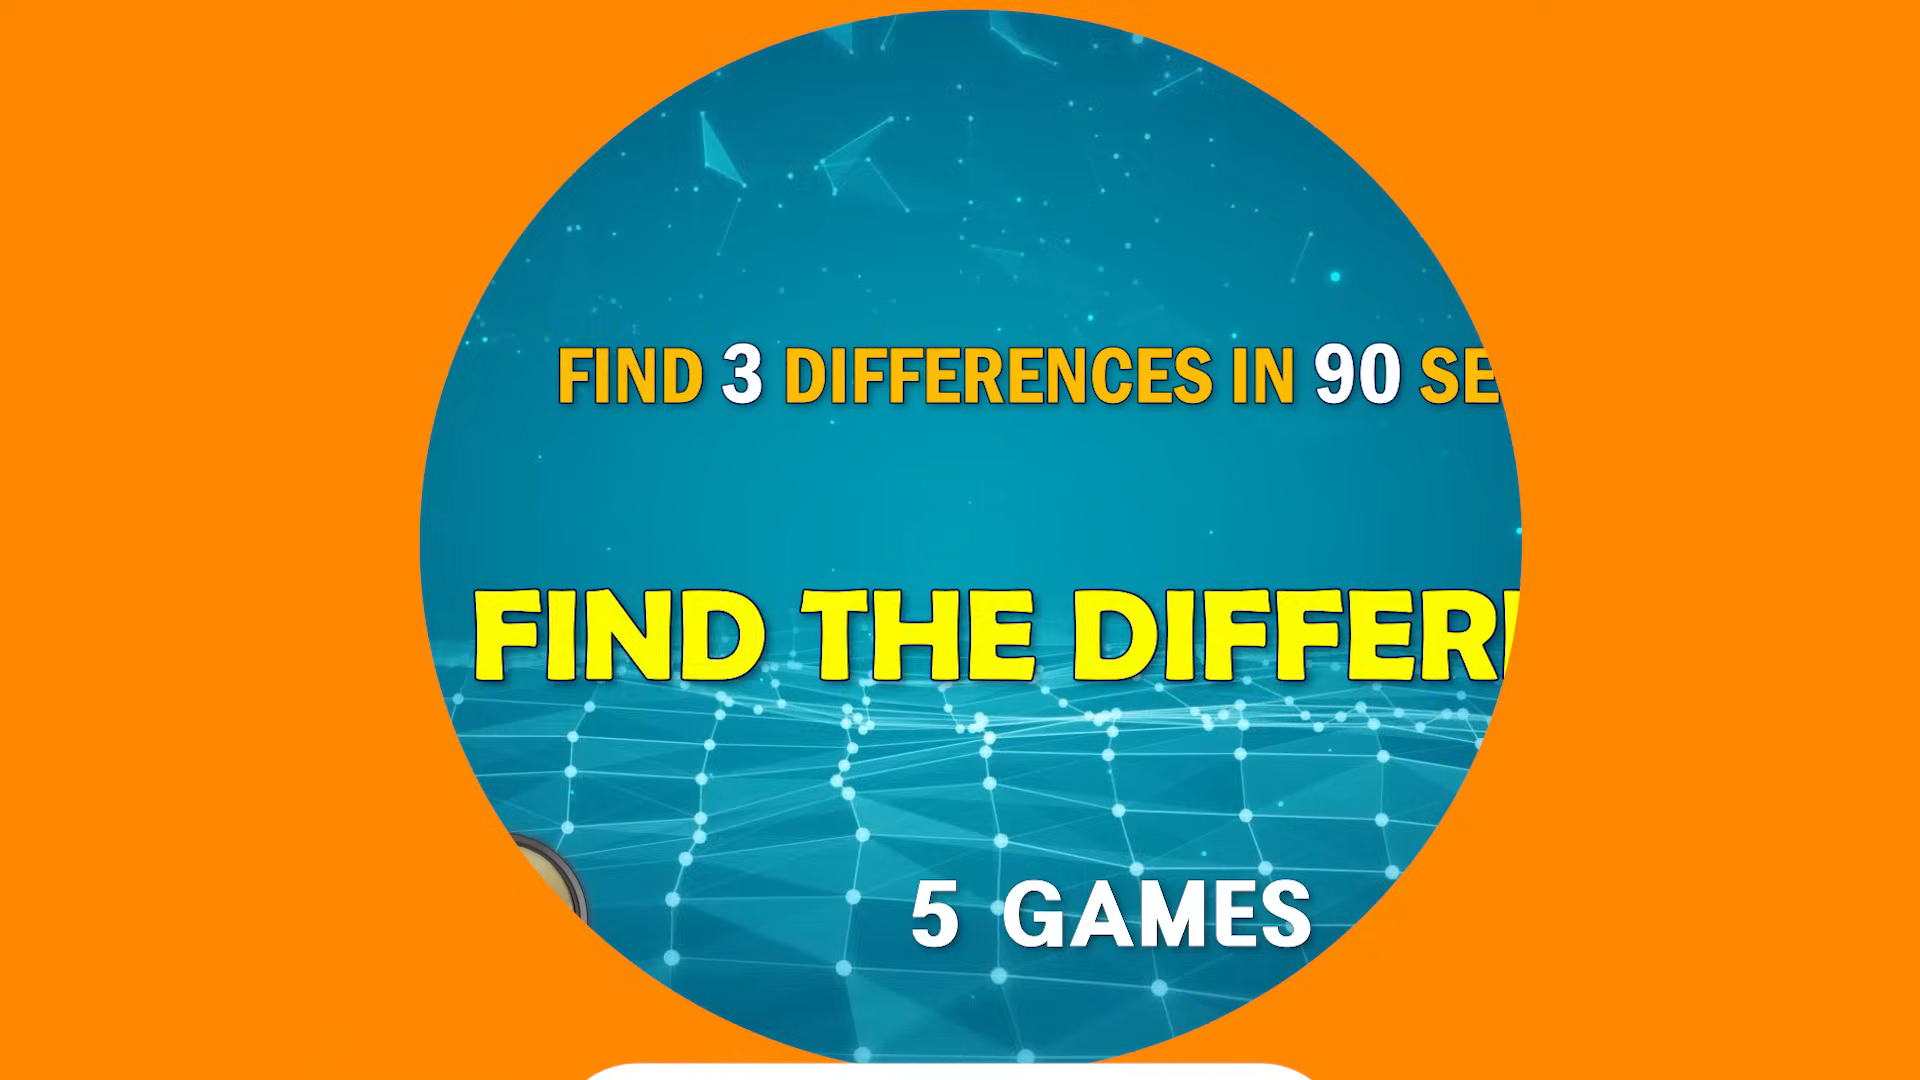 FIND 3 DIFFERENCES IN 90 SE
FIND THE DIFFER
5 GAMES